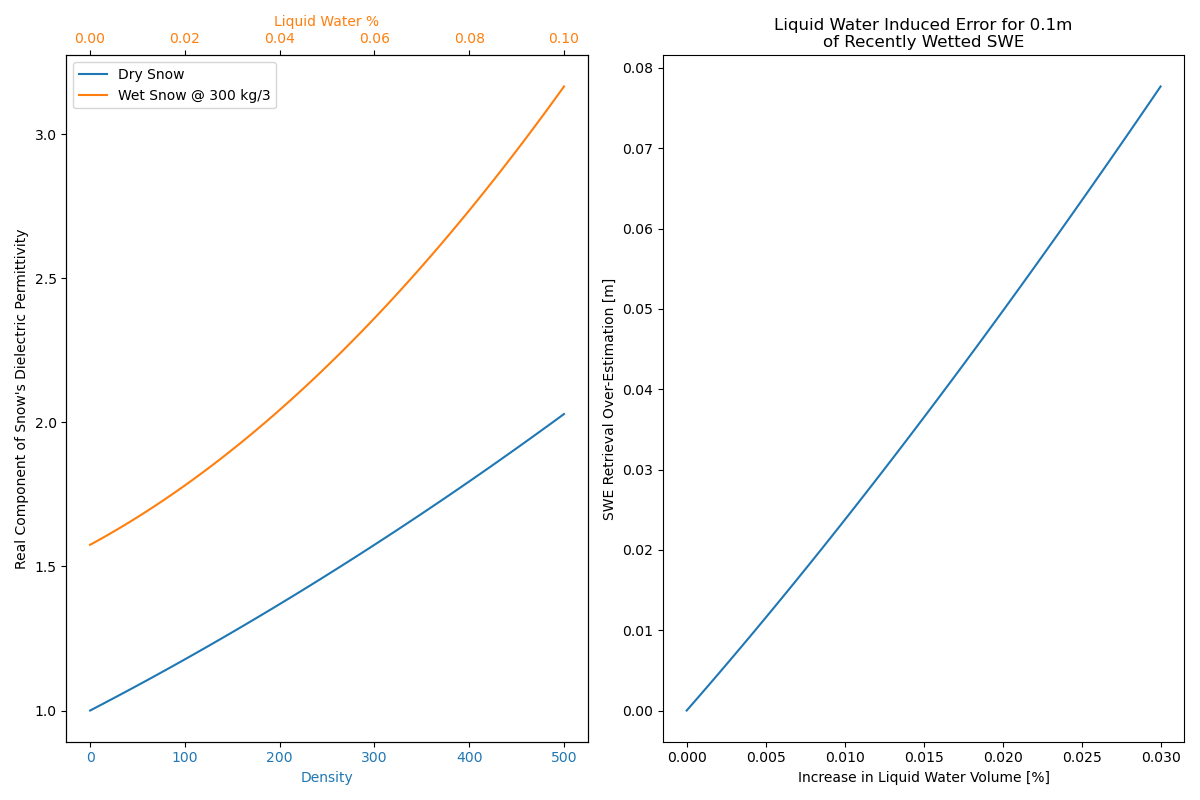 Liquid Water %
0.00 0.02 0.04 0.06 0.08 0.10
Dry Snow
Wet Snow @ 300 kg/3
Real Component of Snow's Dielectric Permittivity
3.0
2.5
2.0
1.5
1.0
0 100 200 300 400 500
Density
Liquid Water Induced Error for 0.1m
of Recently Wetted SWE
SWE Retrieval Over-Estimation [m]
0.08
0.07
0.06
0.05
0.04
0.03
0.02
0.01
0.00
0.000 0.005 0.010 0.015 0.020 0.025 0.030
Increase in Liquid Water Volume [%]